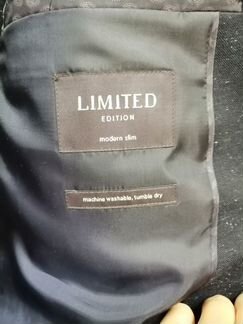 LIMITED
EDITION
modern slim
machine washable, tumble dry